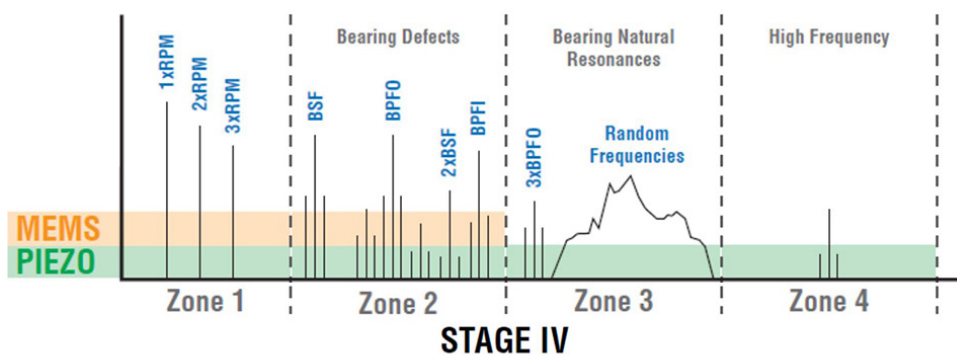 Bearing Defects
Bearing Natural
Resonances
High Frequency
1xRPM
2xRPM
3xRPM
BSF
BPFO
2xBSF
BPFI
3xBPFO
Random
Frequencies
MEMS
PIEZO
Zone 1
Zone 2
Zone 3
Zone 4
STAGE IV